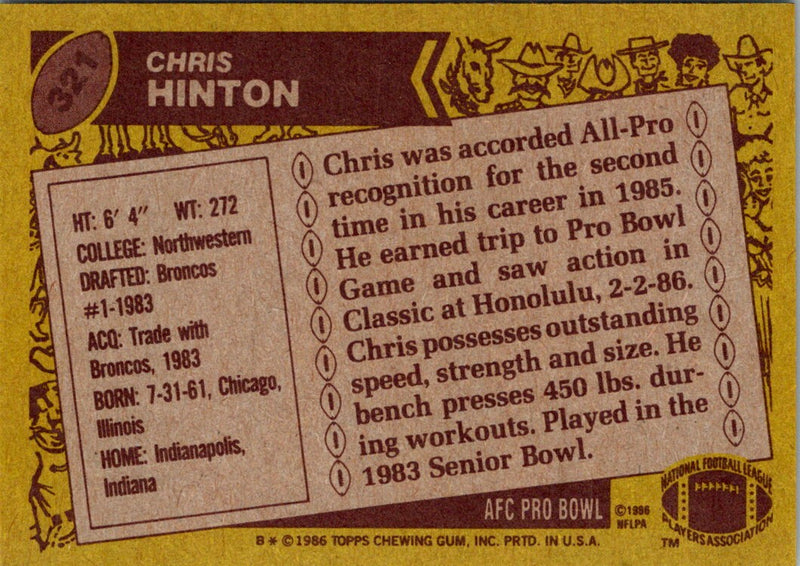 321
CHRIS
HINTON
HT: 6' 4" WT: 272
COLLEGE: Northwestern
DRAFTED: Broncos
#1-1983
ACQ: Trade with
Broncos, 1983
BORN: 7-31-61, Chicago,
Illinois
HOME: Indianapolis,
Indiana
Chris was accorded All-Pro
recognition for the second
time in his career in 1985.
He earned trip to Pro Bowl
Game and saw action in
Classic at Honolulu, 2-2-86.
Chris possesses outstanding
speed, strength and size. He
bench presses 450 lbs. dur-
ing workouts. Played in the
1983 Senior Bowl.
AFC PRO BOWL
©1986
NFLPA
NATIONAL FOOTBALL LEAGUE
PLAYERS ASSOCIATION
TM
B * © 1986 TOPPS CHEWING GUM, INC. PRTD. IN U.S.A.